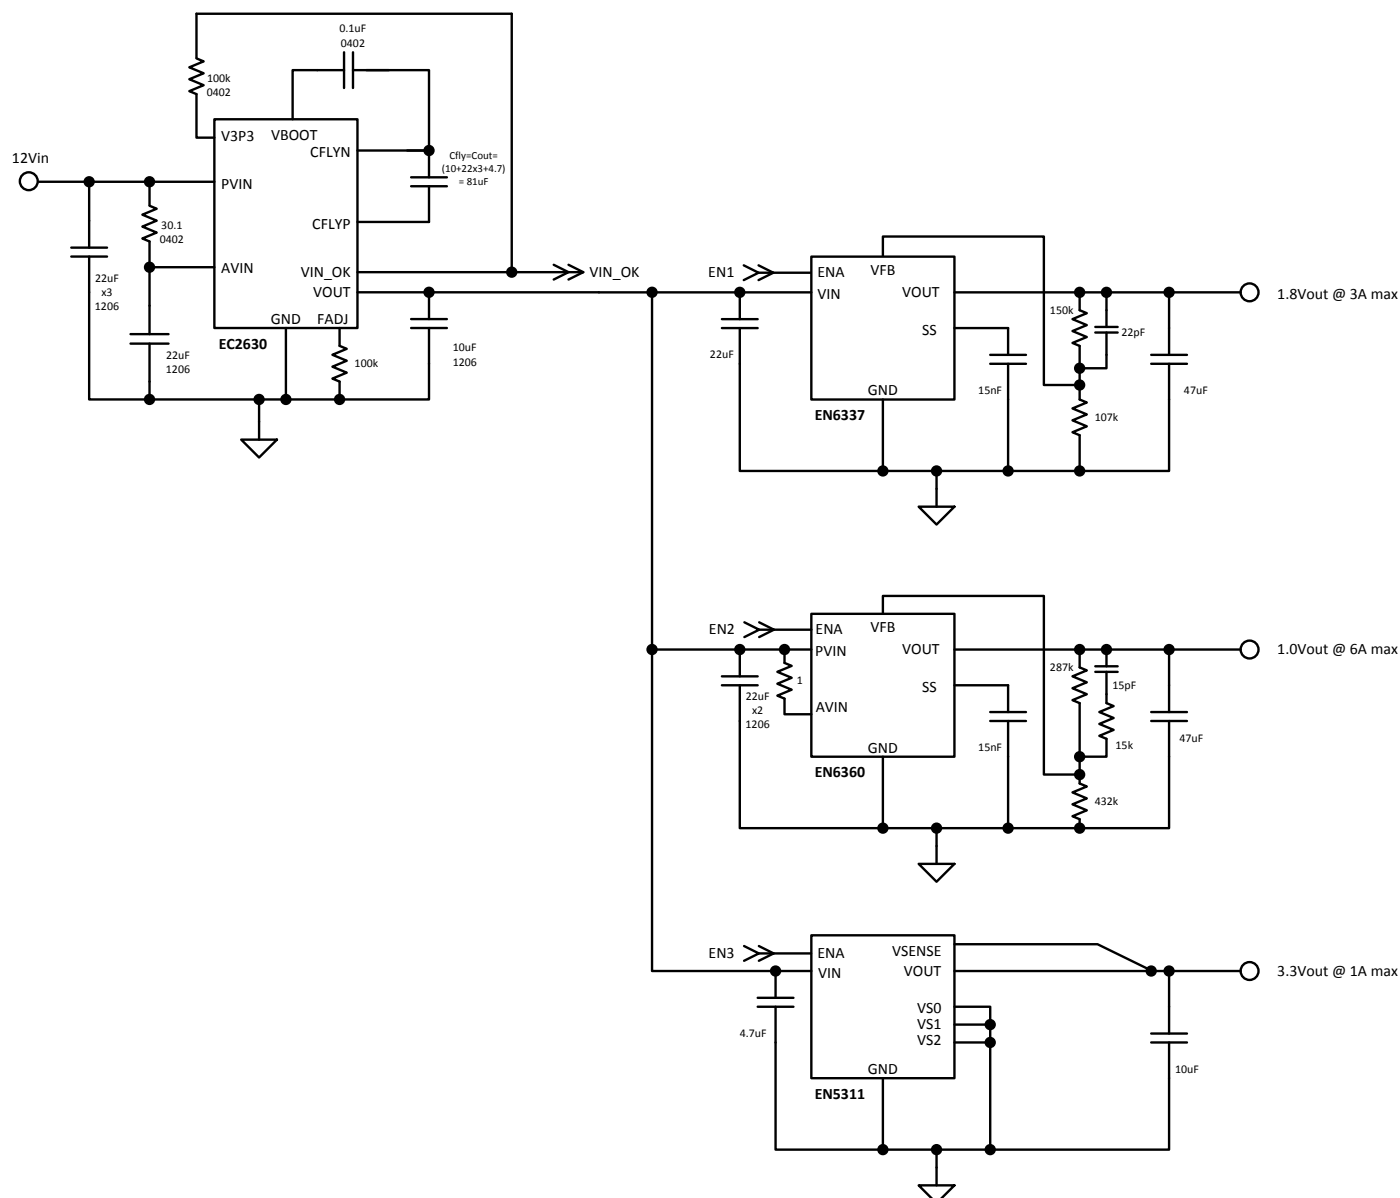 0.1uF
0402
100k
0402
V3P3
VBOOT
CFLYN
12Vin
Cfly=Cout=
(10+22x3+4.7)
= 81uF
PVIN
30.1
0402
CFLYP
AVIN
VIN_OK
VIN_OK
VOUT
22uF
x3
1206
GND
FADJ
EC2630
22uF
1206
100k
10uF
1206
EN1
ENA
VFB
VIN
VOUT
1.8Vout @ 3A max
150k
22pF
SS
22uF
15nF
GND
47uF
EN6337
107k
EN2
ENA
VFB
PVIN
VOUT
1.0Vout @ 6A max
287k
1
15pF
SS
22uF
x2
1206
AVIN
15k
15nF
GND
47uF
EN6360
432k
EN3
ENA
VSENSE
VIN
VOUT
3.3Vout @ 1A max
VS0
VS1
VS2
4.7uF
GND
10uF
EN5311